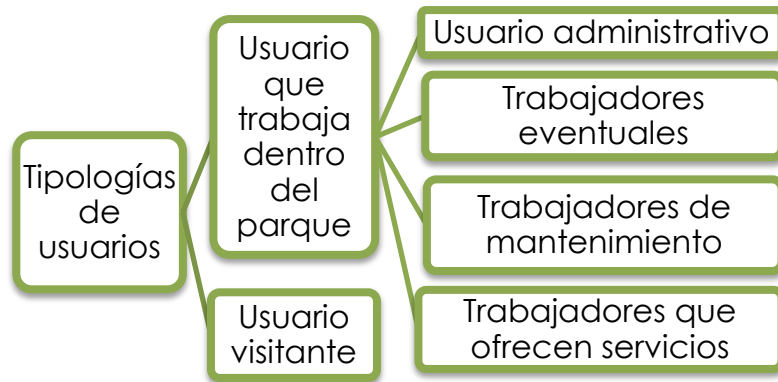 Tipologías
de
usuarios
Usuario
que
trabaja
dentro
del
parque
Usuario
visitante
Usuario administrativo
Trabajadores
eventuales
Trabajadores de
mantenimiento
Trabajadores que
ofrecen servicios